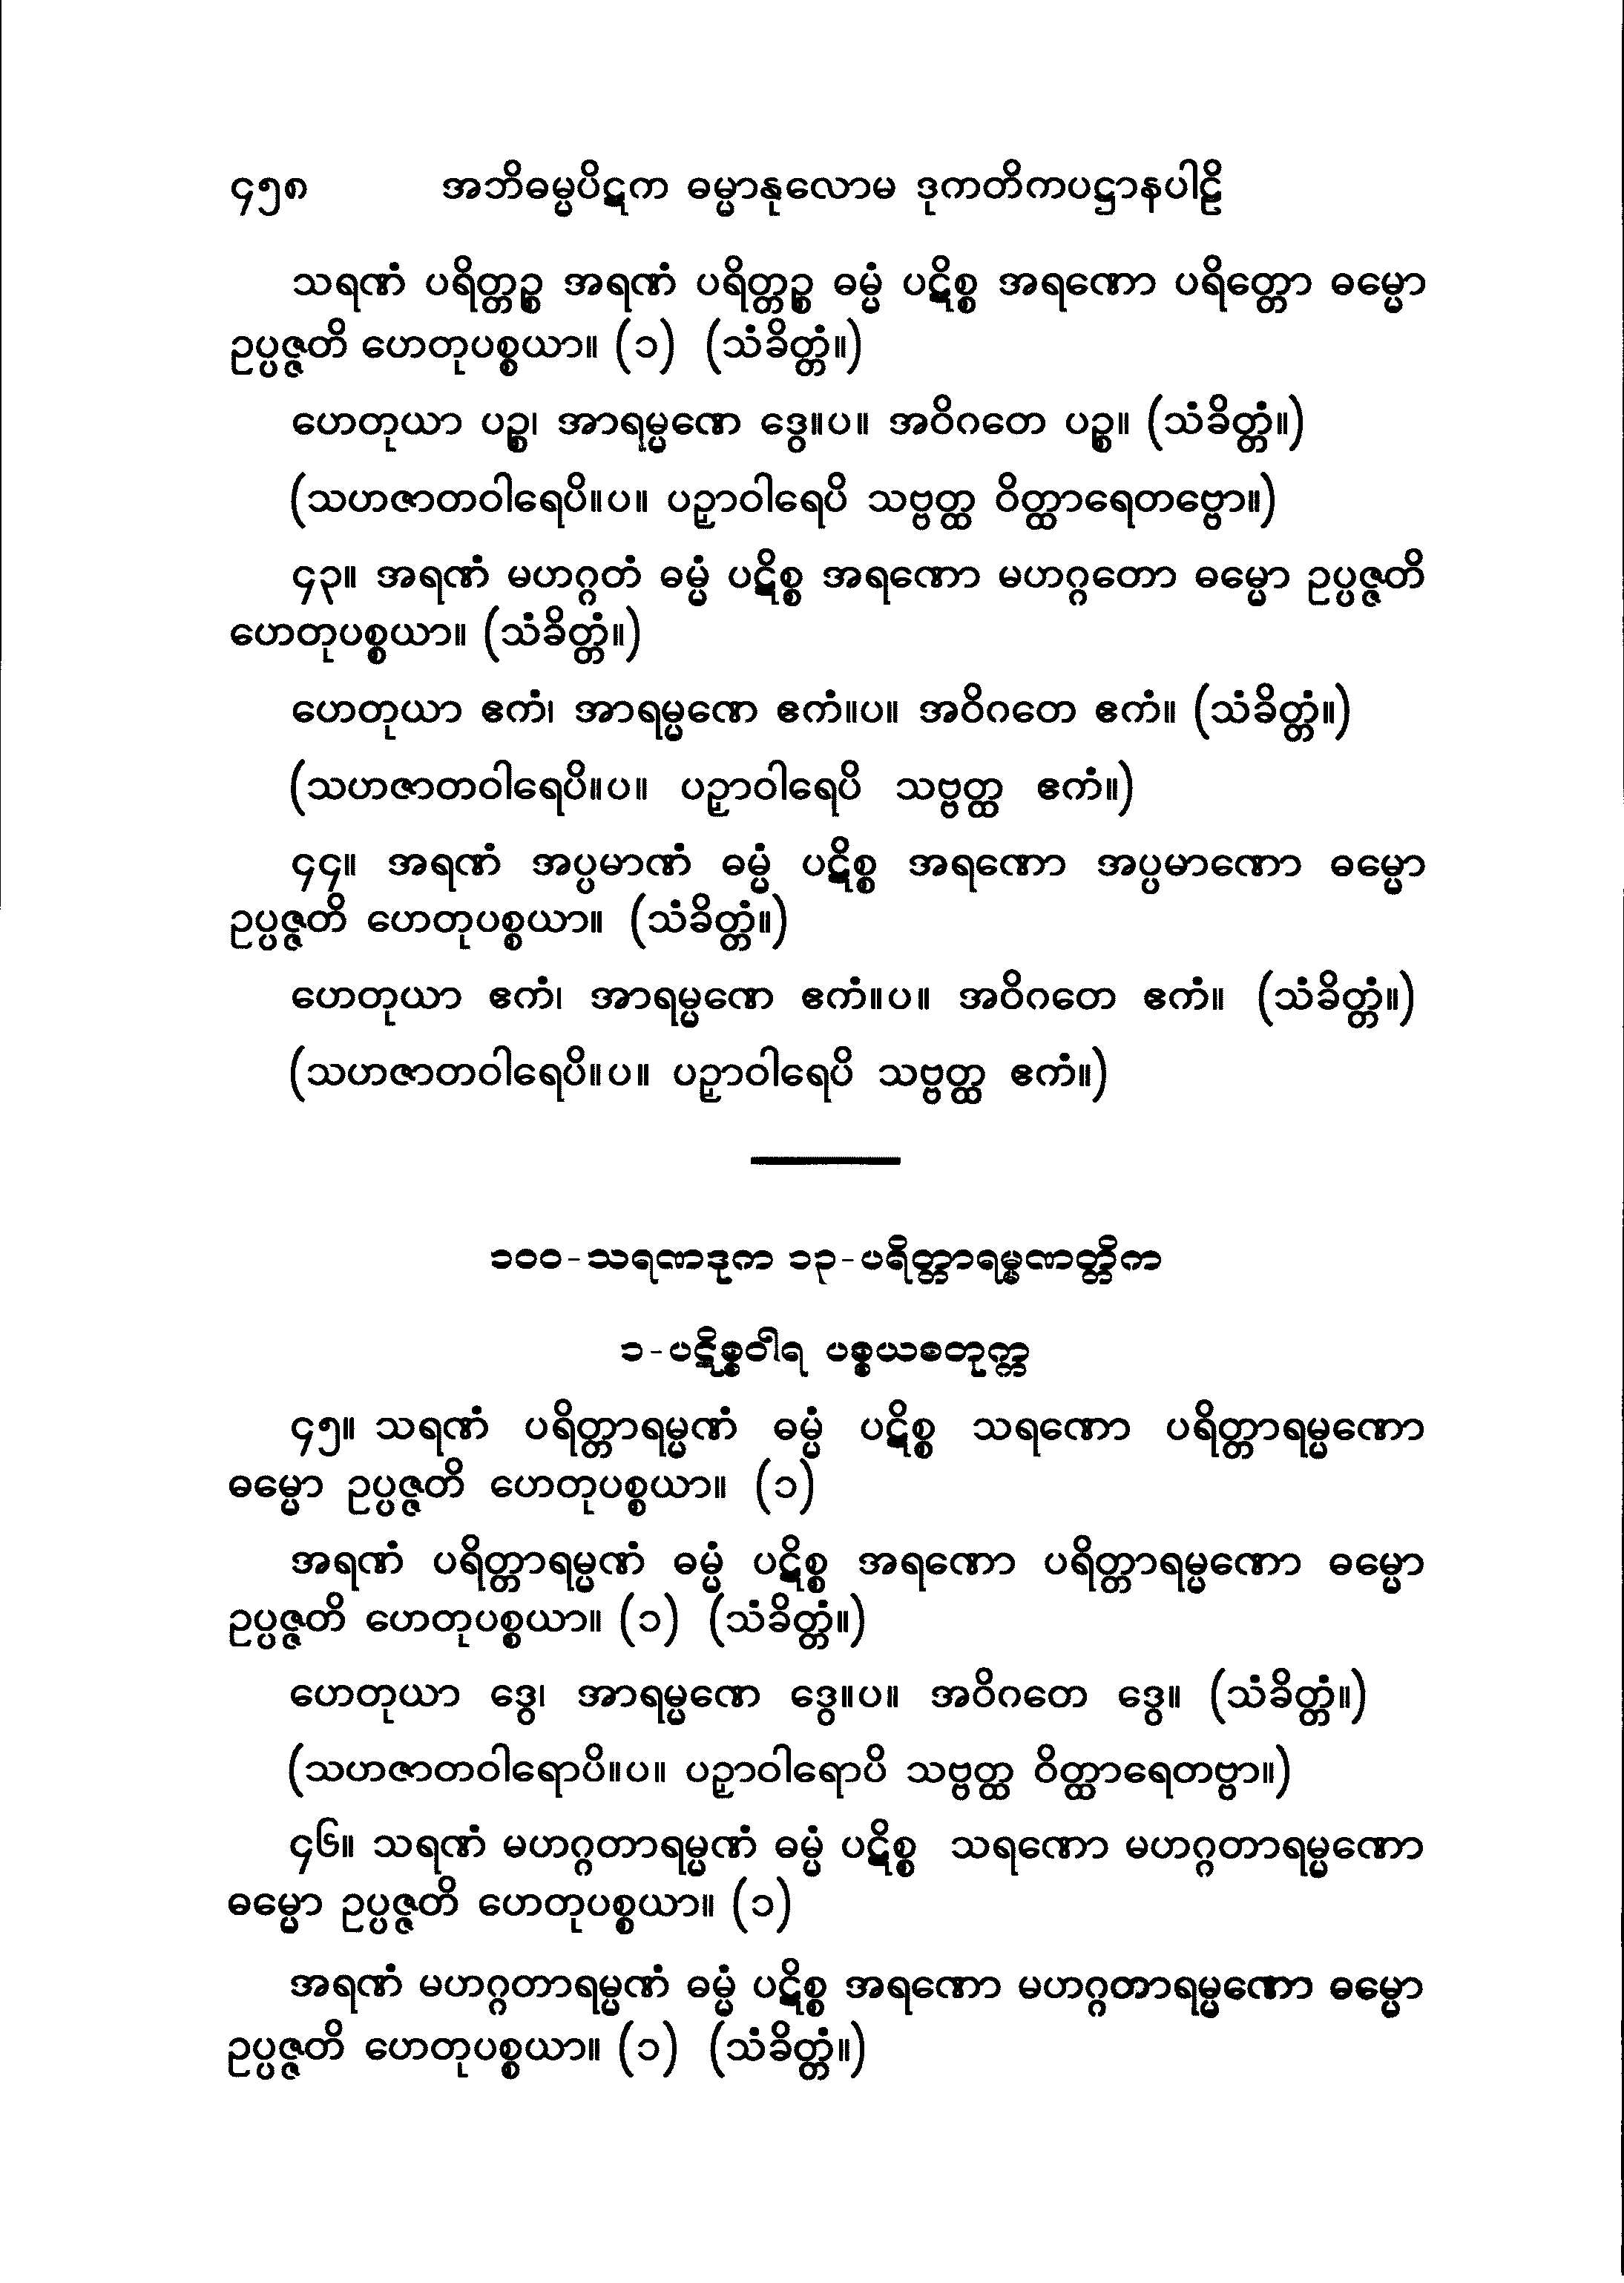 ၄၅၈ အဘိဓမ္မပိဋက ဓမ္မာနုလောမ ဒုကတိကပဋ္ဌာနပါဠိ
သရဏံ ပရိတ္တဉ္စ အရဏံ ပရိတ္တဉ္စ ဓမ္မံ ပဋိစ္စ အရဏော ပရိတ္တော ဓမ္မော
ဥပ္ပဇ္ဇတိ ဟေတုပစ္စယာ။ (၁) (သံခိတ္တံ။)
ဟေတုယာ ပဉ္စ၊ အာရမ္မဏေ ဒွေ။ပ။ အဝိဂတေ ပဉ္စ။ (သံခိတ္တံ။)
(သဟဇာတဝါရေပိ။ပ။ ပဉှာဝါရေပိ သဗ္ဗတ္ထ ဝိတ္ထာရေတဗ္ဗော။)
၄၃။ အရဏံ မဟဂ္ဂတံ ဓမ္မံ ပဋိစ္စ အရဏော မဟဂ္ဂတော ဓမ္မော ဥပ္ပဇ္ဇတိ
ဟေတုပစ္စယာ။ (သံခိတ္တံ။)
ဟေတုယာ ဧကံ၊ အာရမ္မဏေ ဧကံ။ပ။ အဝိဂတေ ဧကံ။ (သံခိတ္တံ။)
(သဟဇာတဝါရေပိ။ပ။ ပဉှာဝါရေပိ သဗ္ဗတ္ထ ဧကံ။)
၄၄။ အရဏံ အပ္ပမာဏံ ဓမ္မံ ပဋိစ္စ အရဏော အပ္ပမာဏော ဓမ္မော
ဥပ္ပဇ္ဇတိ ဟေတုပစ္စယာ။ (သံခိတ္တံ။)
ဟေတုယာ ဧကံ၊ အာရမ္မဏေ ဧကံ။ပ။ အဝိဂတေ ဧကံ။ (သံခိတ္တံ။)
(သဟဇာတဝါရေပိ။ပ။ ပဉှာဝါရေပိ သဗ္ဗတ္ထ ဧကံ။)
၁၀၀-သရဏဒုက ၁၃-ပရိတ္တာရမ္မဏတ္တိက
၁-ပဋိစ္စဝါရ ပစ္စယစတုက္က
၄၅။ သရဏံ ပရိတ္တာရမ္မဏံ ဓမ္မံ ပဋိစ္စ သရဏော ပရိတ္တာရမ္မဏော
ဓမ္မော ဥပ္ပဇ္ဇတိ ဟေတုပစ္စယာ။ (၁)
အရဏံ ပရိတ္တာရမ္မဏံ ဓမ္မံ ပဋိစ္စ အရဏော ပရိတ္တာရမ္မဏော ဓမ္မော
ဥပ္ပဇ္ဇတိ ဟေတုပစ္စယာ။ (၁) (သံခိတ္တံ။)
ဟေတုယာ ဒွေ၊ အာရမ္မဏေ ဒွေ။ပ။ အဝိဂတေ ဒွေ။ (သံခိတ္တံ။)
(သဟဇာတဝါရောပိ။ပ။ ပဉှာဝါရောပိ သဗ္ဗတ္ထ ဝိတ္ထာရေတဗ္ဗာ။)
၄၆။ သရဏံ မဟဂ္ဂတာရမ္မဏံ ဓမ္မံ ပဋိစ္စ သရဏော မဟဂ္ဂတာရမ္မဏော
ဓမ္မော ဥပ္ပဇ္ဇတိ ဟေတုပစ္စယာ။ (၁)
အရဏံ မဟဂ္ဂတာရမ္မဏံ ဓမ္မံ ပဋိစ္စ အရဏော မဟဂ္ဂတာရမ္မဏော ဓမ္မော
ဥပ္ပဇ္ဇတိ ဟေတုပစ္စယာ။ (၁) (သံခိတ္တံ။)